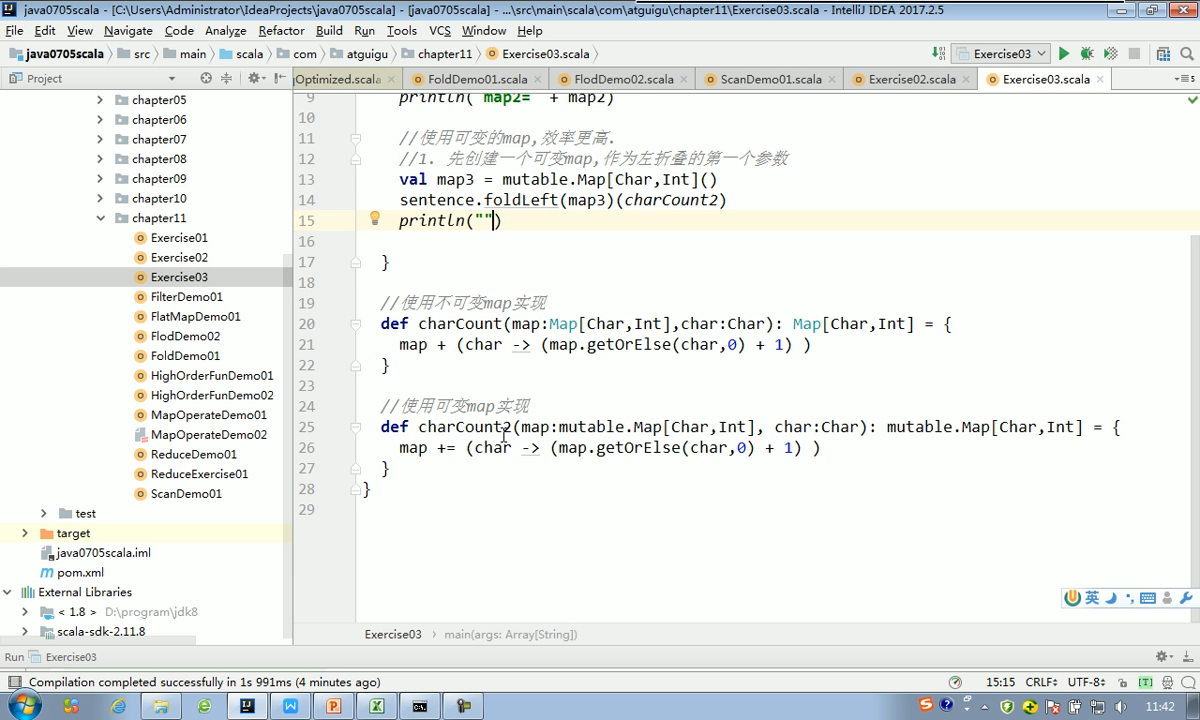 java0705scala - [C:\Users\Administrator\IdeaProjects\java0705scala] - [java0705scala] - ...\src\main\scala\com\atguigu\chapter11\Exercise03.scala - IntelliJ IDEA 2017.2.5
File Edit View Navigate Code Analyze Refactor Build Run Tools VCS Window Help
java0705scala src main scala com atguigu chapter11 Exercise03.scala Exercise03
Project
Optimized.scala FoldDemo01.scala FlodDemo02.scala ScanDemo01.scala Exercise02.scala Exercise03.scala
chapter05
chapter06
chapter07
chapter08
chapter09
chapter10
chapter11
Exercise01
Exercise02
Exercise03
FilterDemo01
FlatMapDemo01
FlodDemo02
FoldDemo01
HighOrderFunDemo01
HighOrderFunDemo02
MapOperateDemo01
MapOperateDemo02
ReduceDemo01
ReduceExercise01
ScanDemo01
test
target
java0705scala.iml
pom.xml
External Libraries
< 1.8 > D:\program\jdk8
scala-sdk-2.11.8
9 println("map2=" + map2)
10
11 //使用可变的map,效率更高.
12 //1. 先创建一个可变map,作为左折叠的第一个参数
13 val map3 = mutable.Map[Char,Int]()
14 sentence.foldLeft(map3)(charCount2)
15 println("")
16
17 }
18
19 //使用不可变map实现
20 def charCount(map:Map[Char,Int],char:Char): Map[Char,Int] = {
21 map + (char -> (map.getOrElse(char,0) + 1) )
22 }
23
24 //使用可变map实现
25 def charCount2(map:mutable.Map[Char,Int], char:Char): mutable.Map[Char,Int] = {
26 map += (char -> (map.getOrElse(char,0) + 1) )
27 }
28 }
29
英
Exercise03 main(args: Array[String])
Run Exercise03
Compilation completed successfully in 1s 991ms (4 minutes ago) 15:15 CRLF UTF-8 [T]
11:42